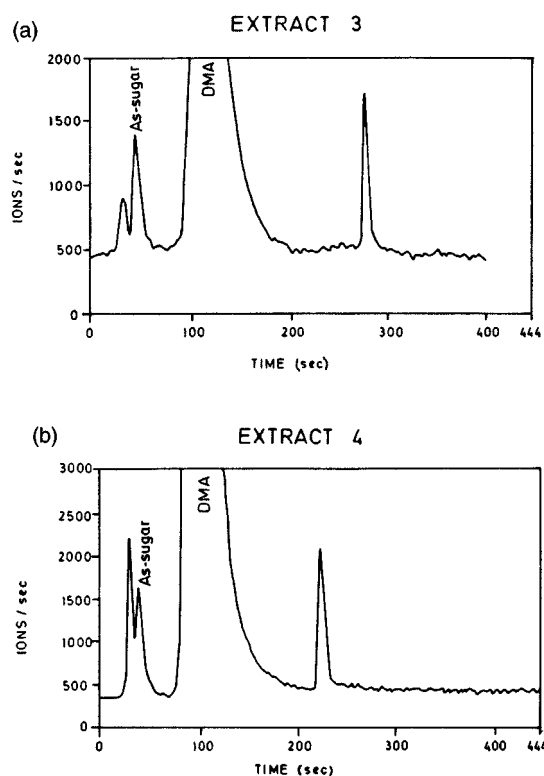 (a)
EXTRACT 3
2000
1500
1000
500
0
IONS / sec
As-sugar
DMA
0 100 200 300 400 444
TIME (sec)
(b)
EXTRACT 4
3000
2500
2000
1500
1000
500
0
IONS / sec
As-sugar
DMA
0 100 200 300 400 444
TIME (sec)